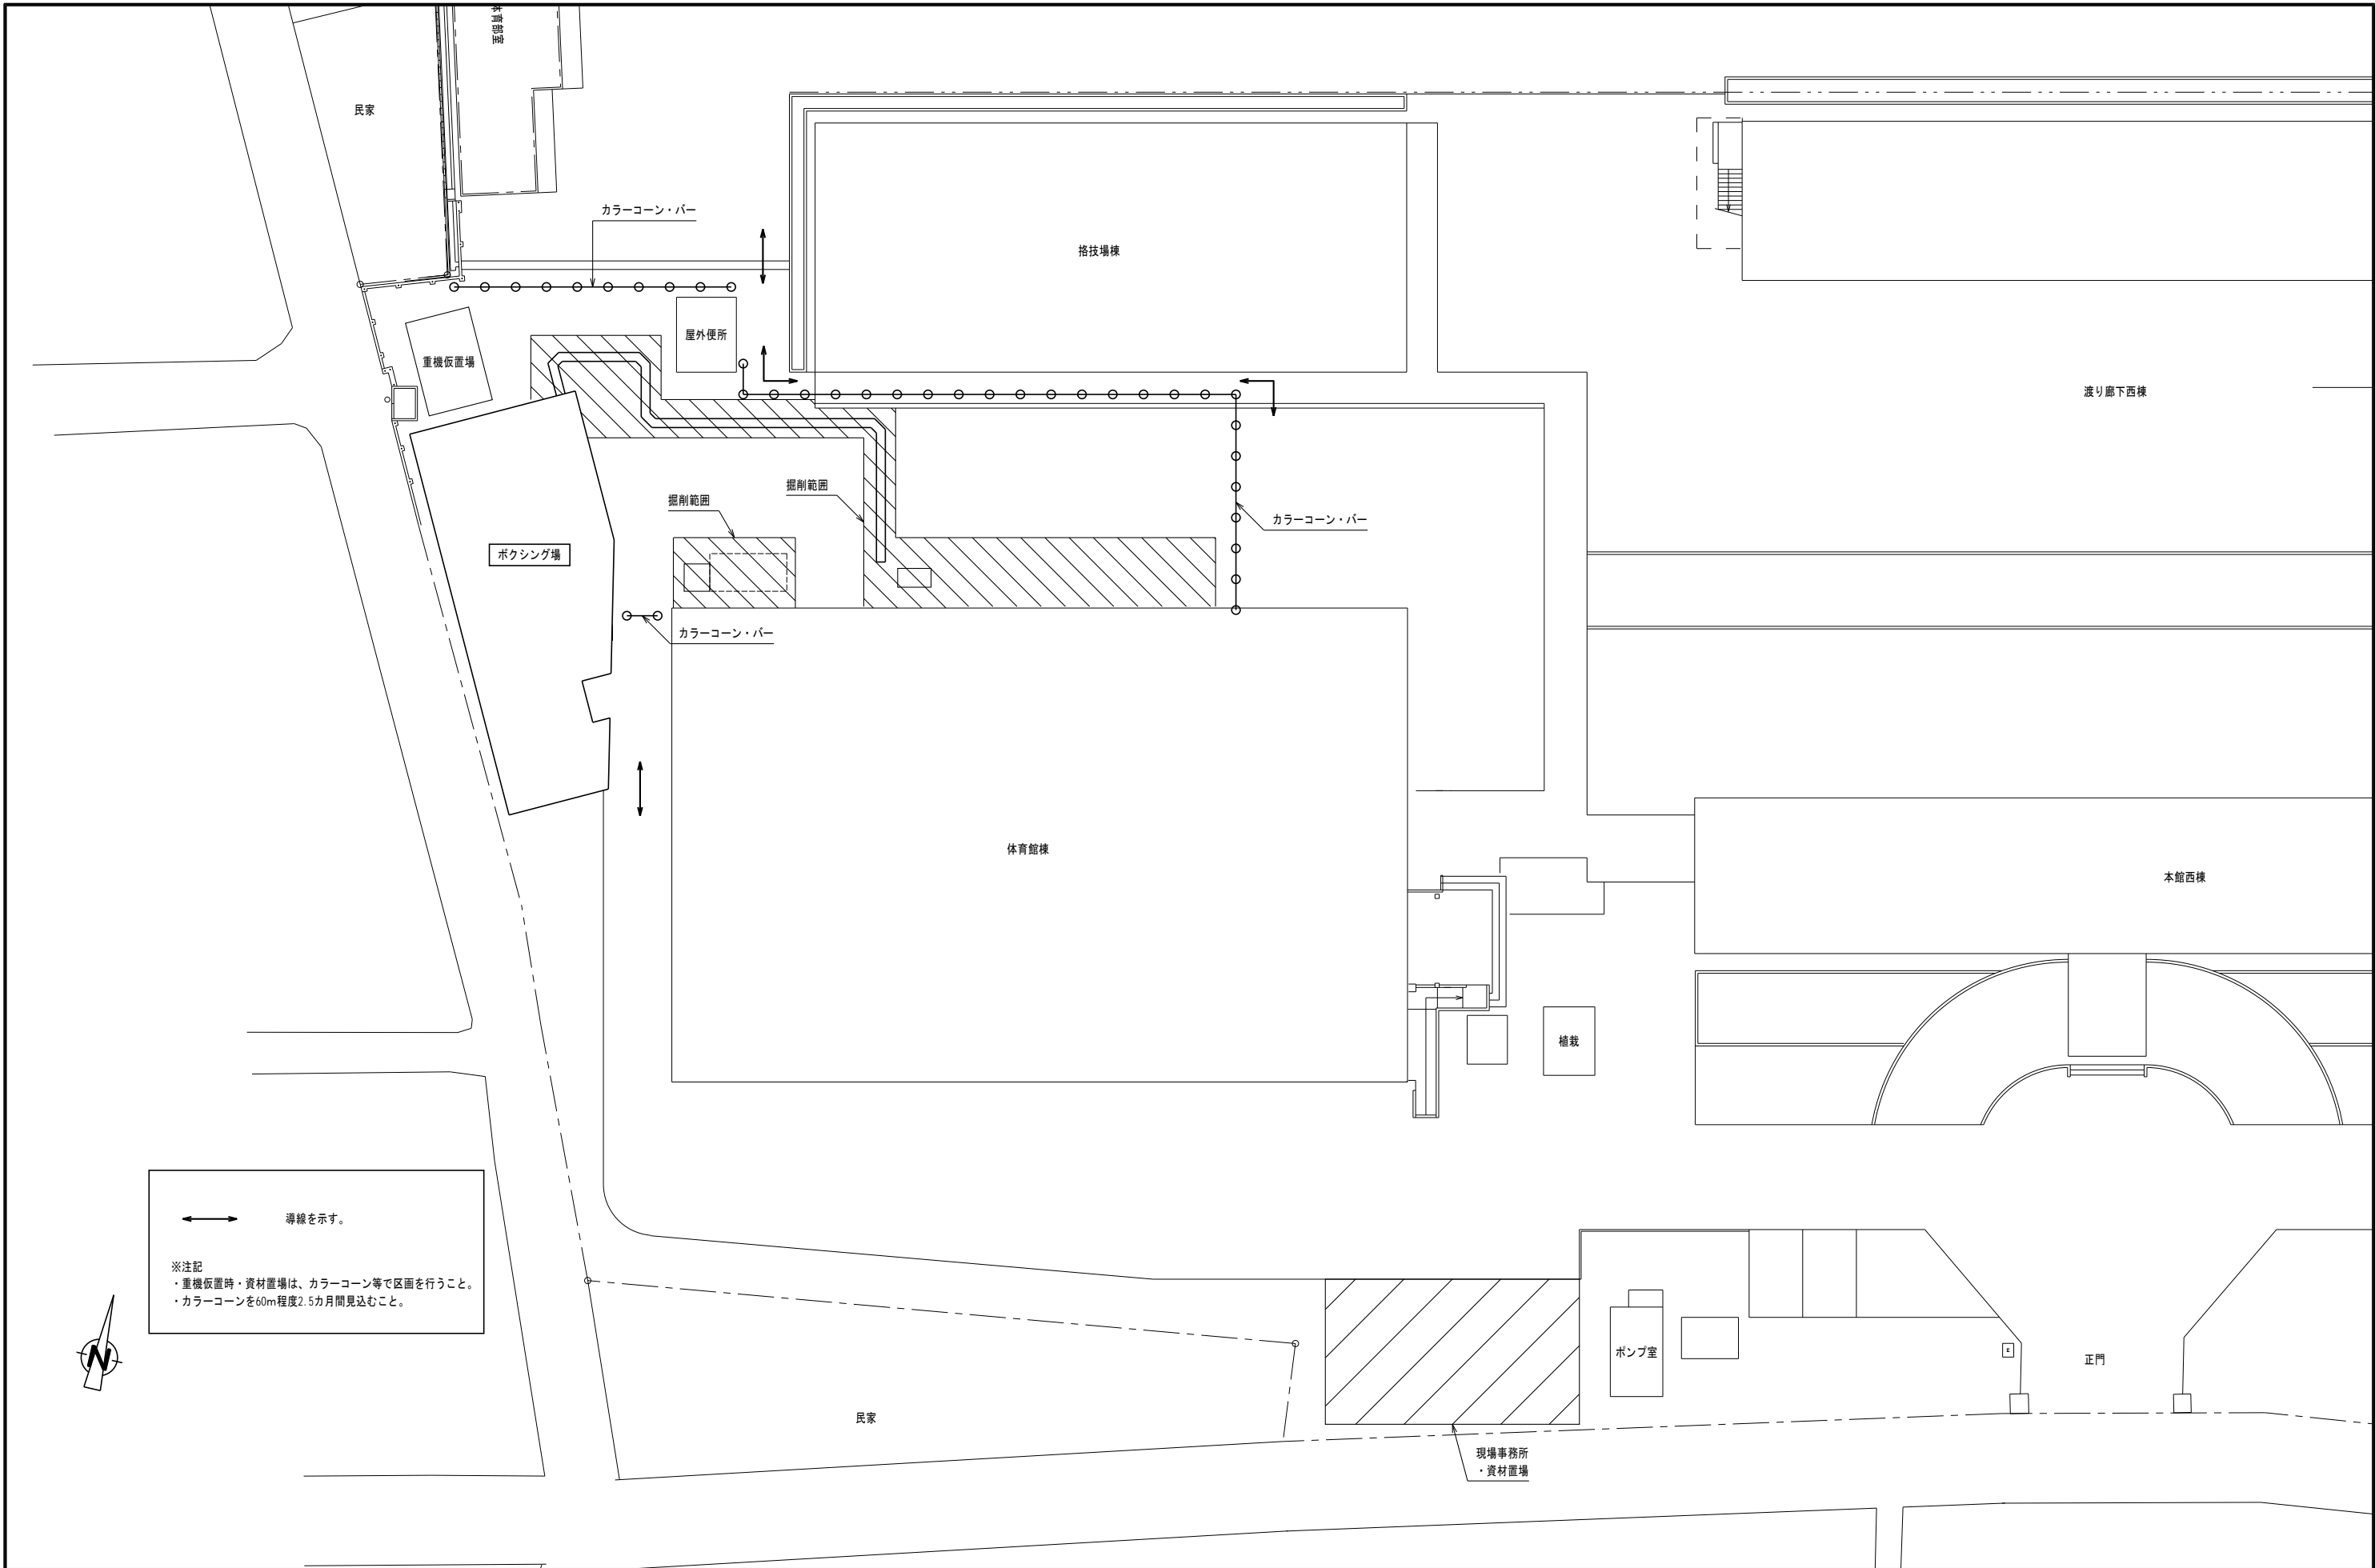 体育部室
民家
カラーコーン・バー
挌技場棟
屋外便所
重機仮置場
渡り廊下西棟
掘削範囲
掘削範囲
カラーコーン・バー
ボクシング場
カラーコーン・バー
体育館棟
本館西棟
植栽
導線を示す。
※注記
・重機仮置時・資材置場は、カラーコーン等で区画を行うこと。
・カラーコーンを60m程度2.5カ月間見込むこと。
N
ポンプ室
E
正門
民家
現場事務所
・資材置場